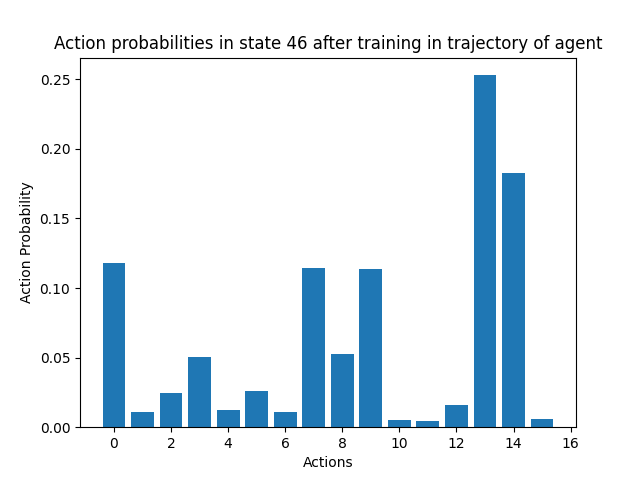 Action probabilities in state 46 after training in trajectory of agent
0.25
0.20
0.15
0.10
0.05
0.00
Action Probability
0 2 4 6 8 10 12 14 16
Actions